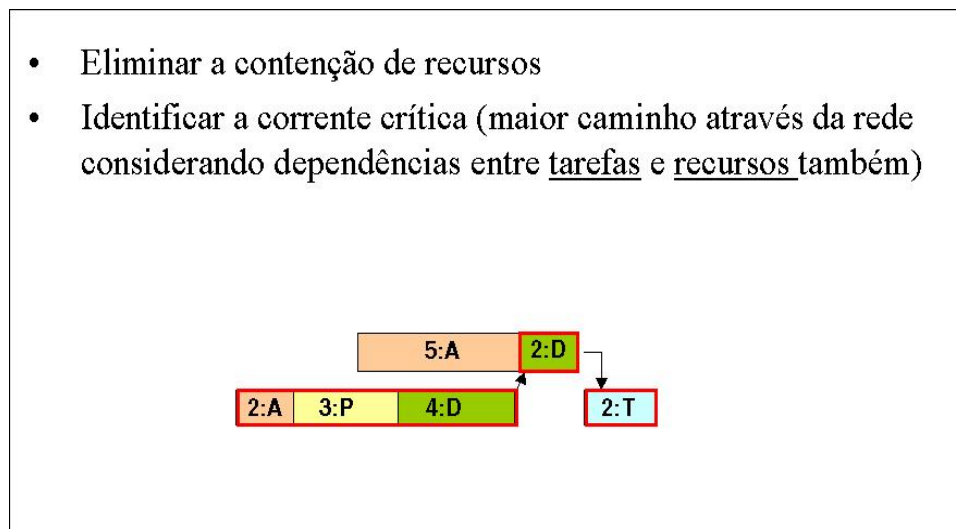 • Eliminar a contenção de recursos
• Identificar a corrente crítica (maior caminho através da rede
considerando dependências entre tarefas e recursos também)
5:A 2:D
2:A 3:P 4:D 2:T